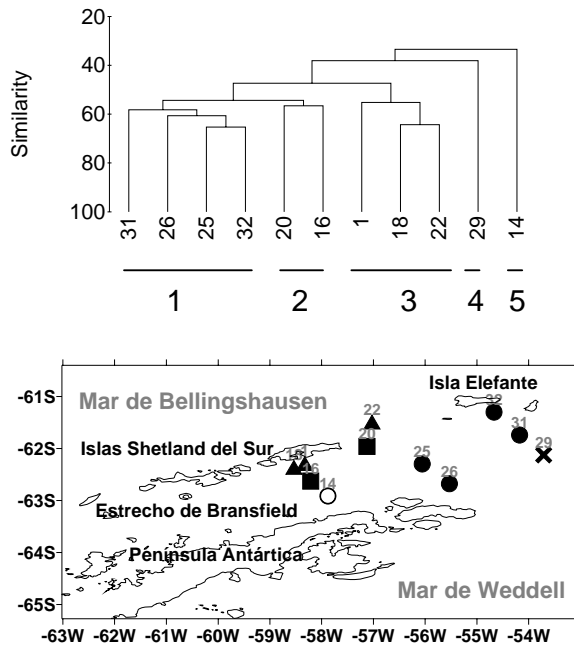 20
40
60
80
100
Similarity
31 26 25 32 20 16 1 18 22 29 14
1 2 3 4 5
-61S
-62S
-63S
-64S
-65S
Mar de Bellingshausen
Isla Elefante
32
22
31
20
29
Islas Shetland del Sur
1
25
16
26
14
Estrecho de Bransfield
Península Antártica
Mar de Weddell
-63W -61W -60W -58W -57W -56W -54W